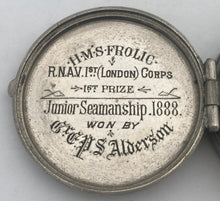 H.M.S. FROLIC.
R.N.A.V. 1ST (LONDON) CORPS
1ST PRIZE
Junior Seamanship. 1888.
WON BY
E.P.S. Alderson